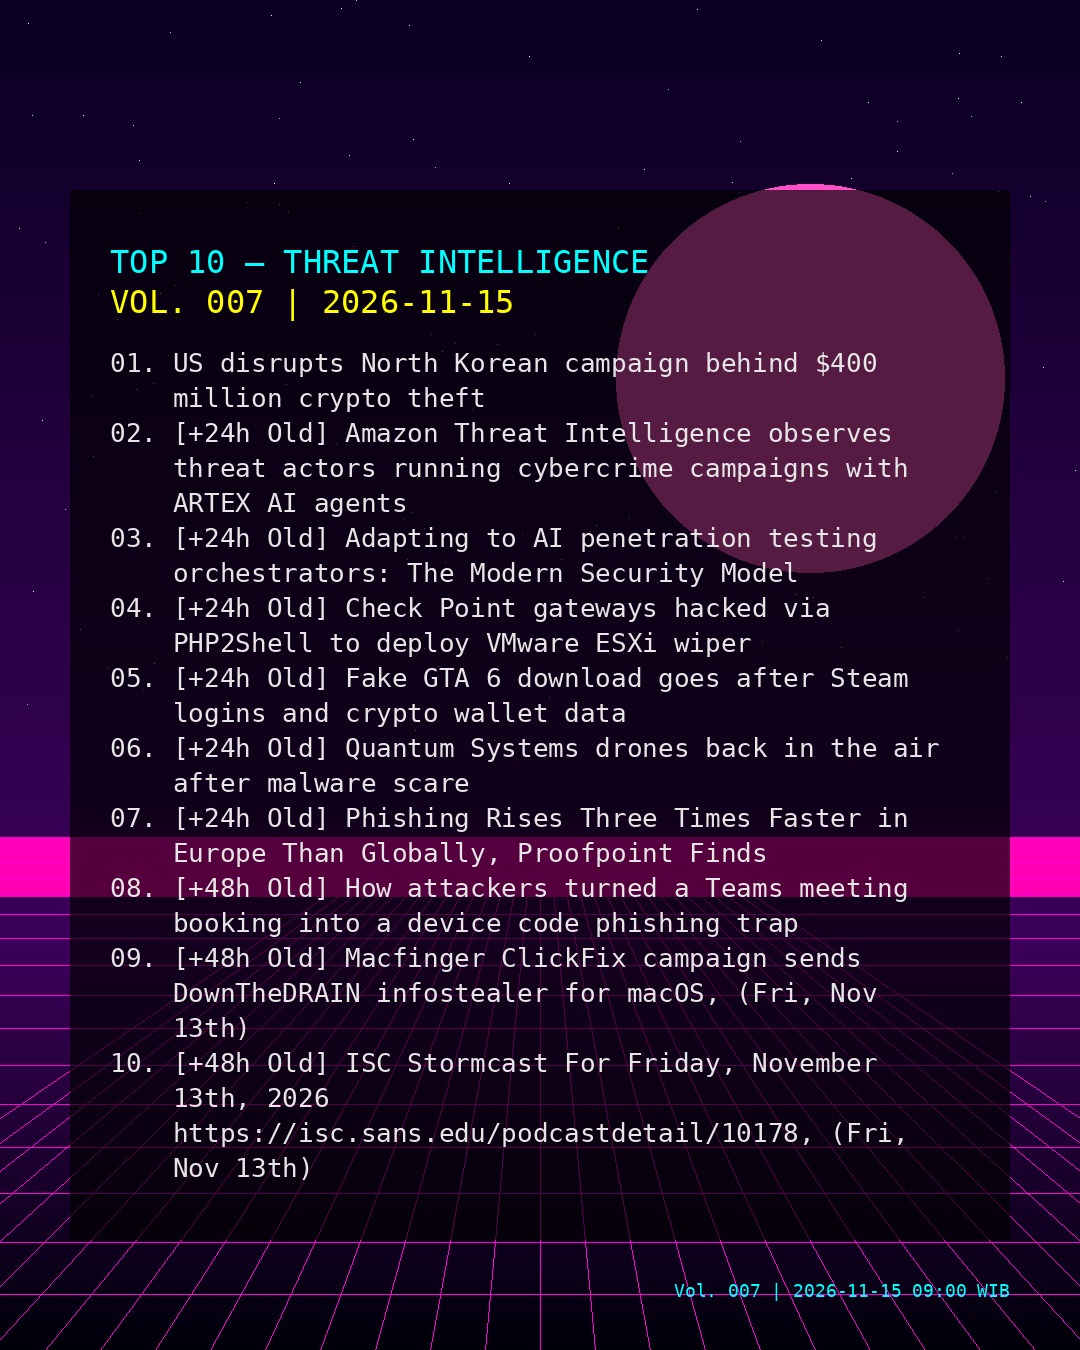 TOP 10 — THREAT INTELLIGENCE
VOL. 007 | 2026-11-15
01. US disrupts North Korean campaign behind $400
million crypto theft
02. [+24h Old] Amazon Threat Intelligence observes
threat actors running cybercrime campaigns with
ARTEX AI agents
03. [+24h Old] Adapting to AI penetration testing
orchestrators: The Modern Security Model
04. [+24h Old] Check Point gateways hacked via
PHP2Shell to deploy VMware ESXi wiper
05. [+24h Old] Fake GTA 6 download goes after Steam
logins and crypto wallet data
06. [+24h Old] Quantum Systems drones back in the air
after malware scare
07. [+24h Old] Phishing Rises Three Times Faster in
Europe Than Globally, Proofpoint Finds
08. [+48h Old] How attackers turned a Teams meeting
booking into a device code phishing trap
09. [+48h Old] Macfinger ClickFix campaign sends
DownTheDRAIN infostealer for macOS, (Fri, Nov
13th)
10. [+48h Old] ISC Stormcast For Friday, November
13th, 2026
https://isc.sans.edu/podcastdetail/10178, (Fri,
Nov 13th)
Vol. 007 | 2026-11-15 09:00 WIB